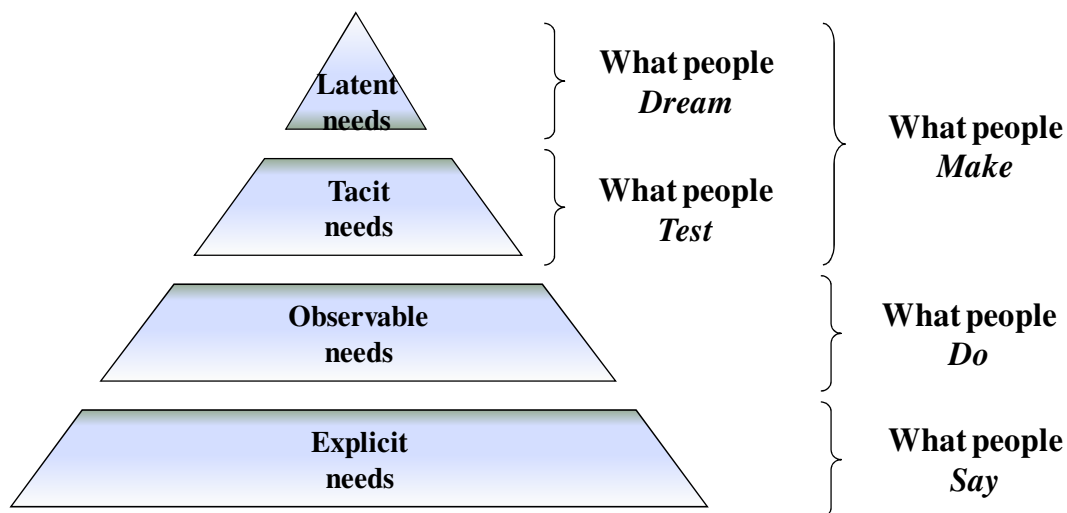 Latent
needs
What people
Dream
What people
Make
Tacit
needs
What people
Test
Observable
needs
What people
Do
Explicit
needs
What people
Say